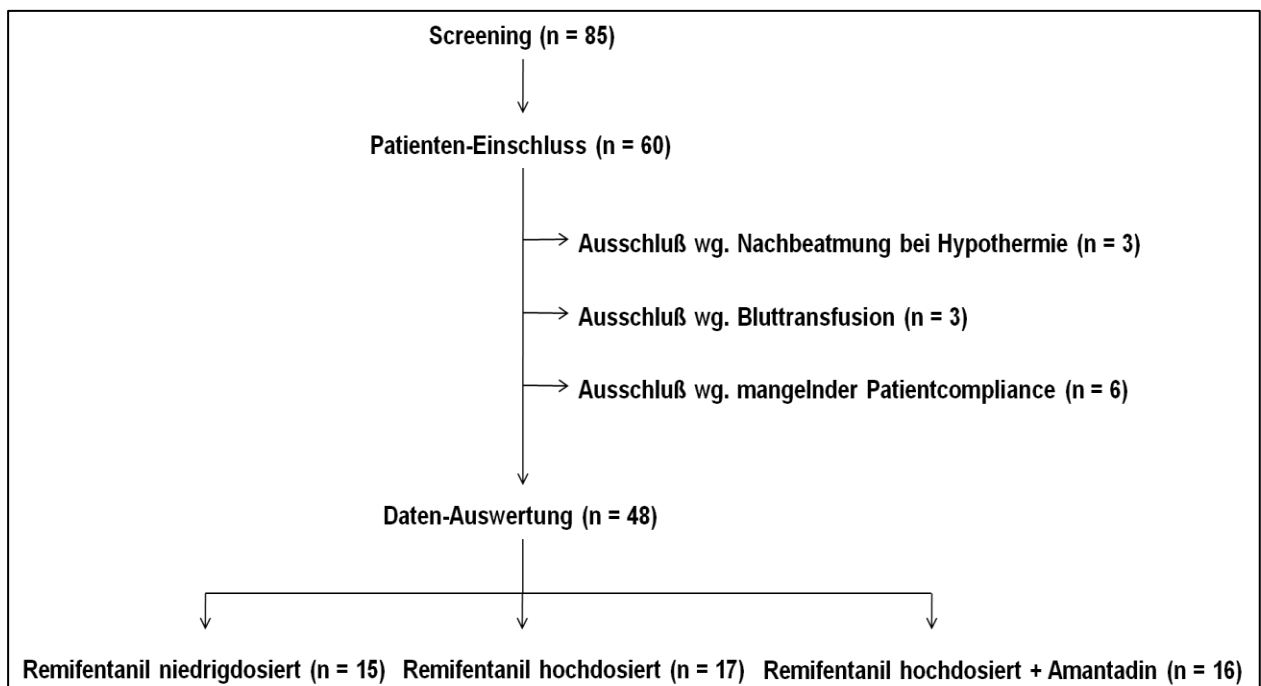 Screening (n = 85)
Patienten-Einschluss (n = 60)
Ausschluß wg. Nachbeatmung bei Hypothermie (n = 3)
Ausschluß wg. Bluttransfusion (n = 3)
Ausschluß wg. mangelnder Patientcompliance (n = 6)
Daten-Auswertung (n = 48)
Remifentanil niedrigdosiert (n = 15) Remifentanil hochdosiert (n = 17) Remifentanil hochdosiert + Amantadin (n = 16)